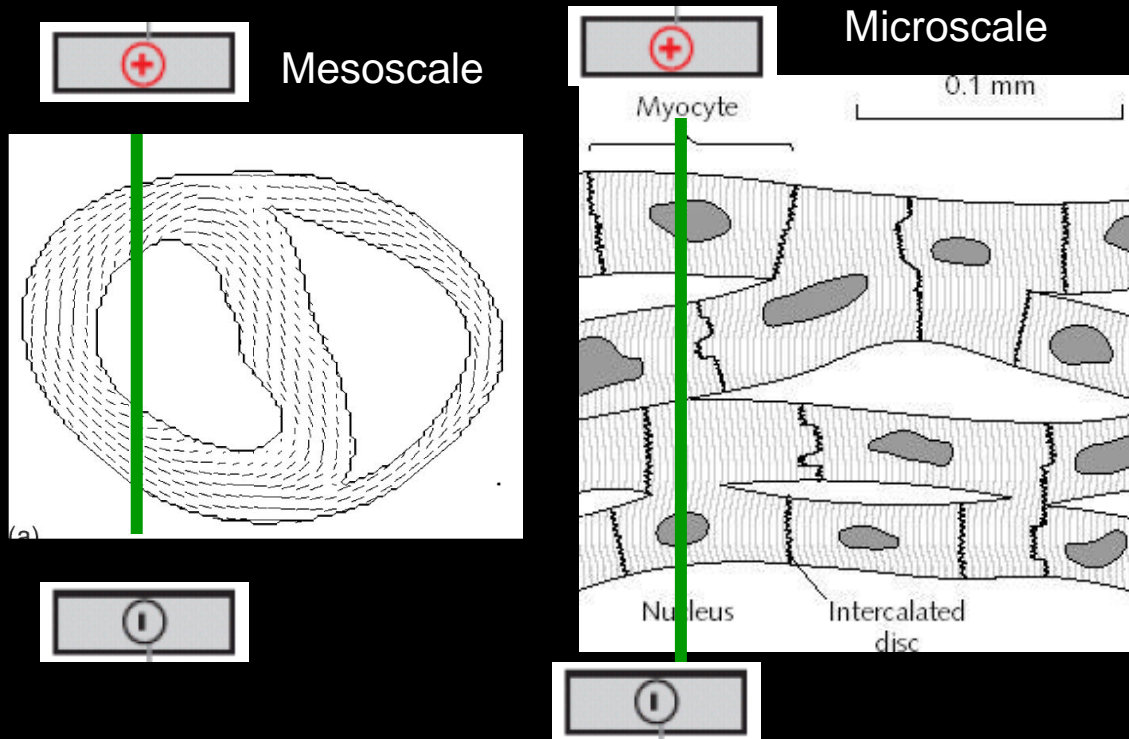 Mesoscale
(a)
Microscale
0.1 mm
Myocyte
Nucleus
Intercalated
disc